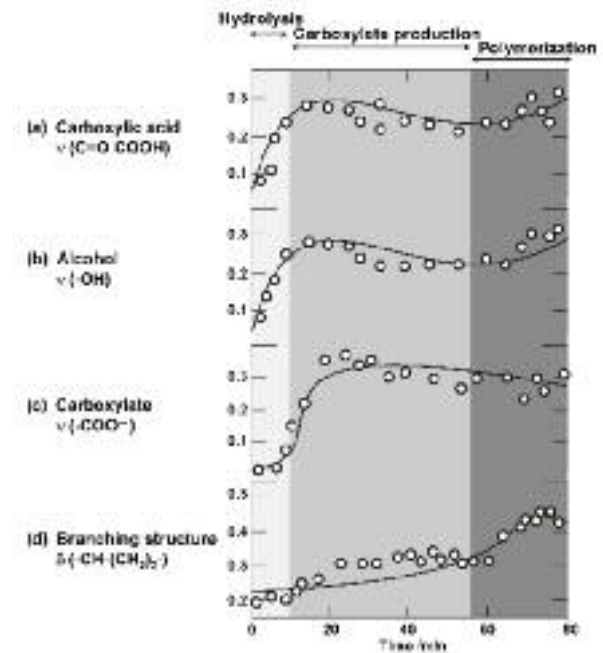 Hydrolysis
Carboxylate production
Polymerization
(a) Carboxylic acid
ν (C=O COOH)
0.3
0.2
0.1
(b) Alcohol
ν (-OH)
0.3
0.2
0.1
(c) Carboxylate
ν (-COO⁻)
0.3
0.2
0.1
(d) Branching structure
δ (-CH-(CH₂)₂-)
0.5
0.4
0.3
0.2
0 20 40 60 80
Time /min